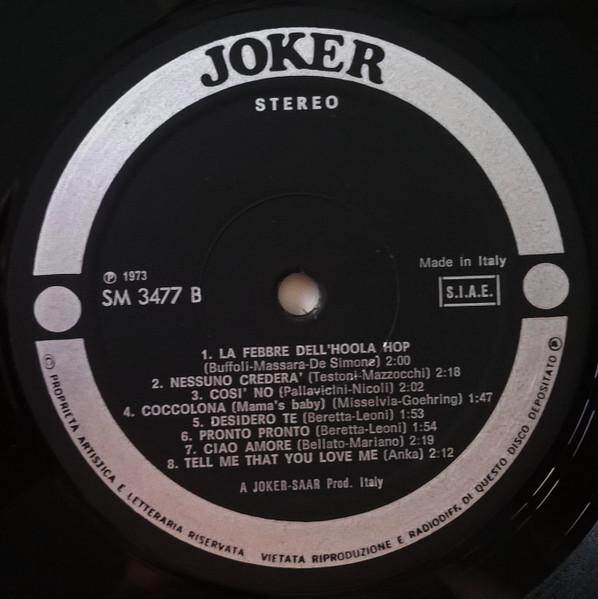 JOKER
STEREO
Ⓟ 1973
SM 3477 B
Made in Italy
S.I.A.E.
1. LA FEBBRE DELL'HOOLA HOP
(Buffoli-Massara-De Simone) 2:00
2. NESSUNO CREDERA' (Testoni-Mazzocchi) 2:18
3. COSI' NO (Pallavicini-Nicoli) 2:02
4. COCCOLONA (Mama's baby) (Misselvia-Goehring) 1:47
5. DESIDERO TE (Beretta-Leoni) 1:53
6. PRONTO PRONTO (Beretta-Leoni) 1:54
7. CIAO AMORE (Bellato-Mariano) 2:19
8. TELL ME THAT YOU LOVE ME (Anka) 2:12
A JOKER-SAAR Prod. Italy
Ⓒ PROPRIETA ARTISTICA E LETTERARIA RISERVATA VIETATA RIPRODUZIONE E RADIODIFF. DI QUESTO DISCO DEPOSITATO Ⓟ